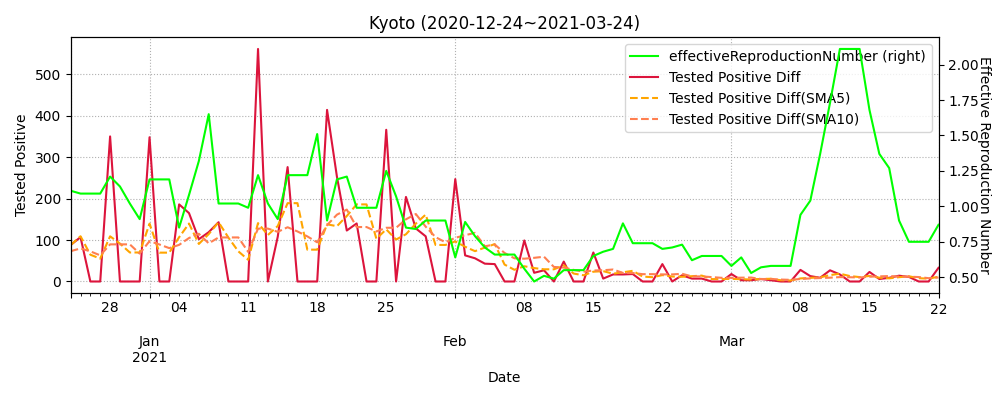 Kyoto (2020-12-24~2021-03-24)
effectiveReproductionNumber (right)
Tested Positive Diff
Tested Positive Diff(SMA5)
Tested Positive Diff(SMA10)
Tested Positive
500
400
300
200
100
0
2.00
1.75
1.50
1.25
1.00
0.75
0.50
Effective Reproduction Number
28 04 11 18 25 08 15 22 08 15 22
Jan Feb Mar
2021
Date